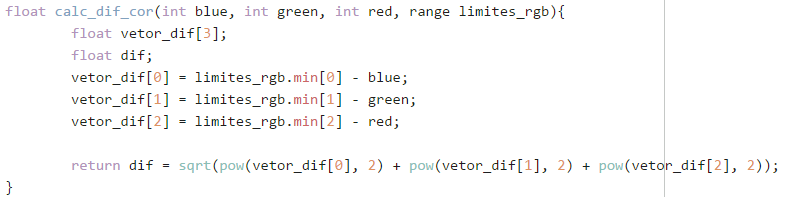 float calc_dif_cor(int blue, int green, int red, range limites_rgb){
        float vetor_dif[3];
        float dif;
        vetor_dif[0] = limites_rgb.min[0] - blue;
        vetor_dif[1] = limites_rgb.min[1] - green;
        vetor_dif[2] = limites_rgb.min[2] - red;

        return dif = sqrt(pow(vetor_dif[0], 2) + pow(vetor_dif[1], 2) + pow(vetor_dif[2], 2));
}